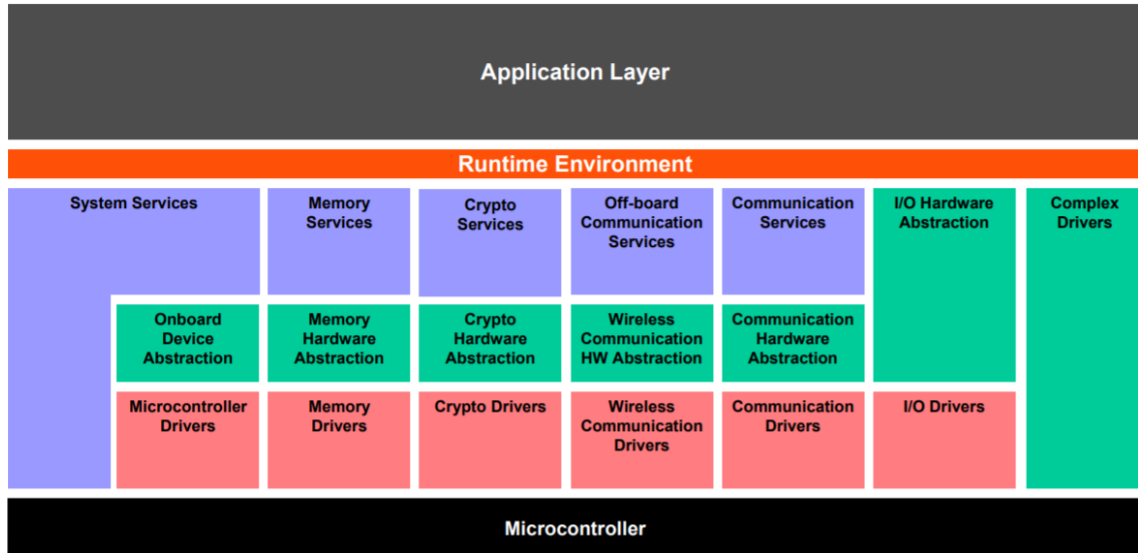 Application Layer
Runtime Environment
System Services
Memory
Services
Crypto
Services
Off-board
Communication
Services
Communication
Services
I/O Hardware
Abstraction
Complex
Drivers
Onboard
Device
Abstraction
Memory
Hardware
Abstraction
Crypto
Hardware
Abstraction
Wireless
Communication
HW Abstraction
Communication
Hardware
Abstraction
Microcontroller
Drivers
Memory
Drivers
Crypto Drivers
Wireless
Communication
Drivers
Communication
Drivers
I/O Drivers
Microcontroller